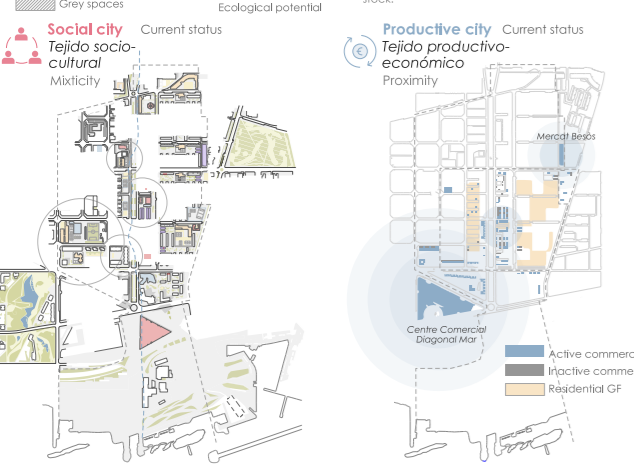 Grey spaces
Ecological potential
stock.
Social city Current status
Tejido socio-
cultural
Mixticity
€
Productive city Current status
Tejido productivo-
económico
Proximity
Mercat Besòs
Centre Comercial
Diagonal Mar
Active commerc
Inactive comme
Residential GF